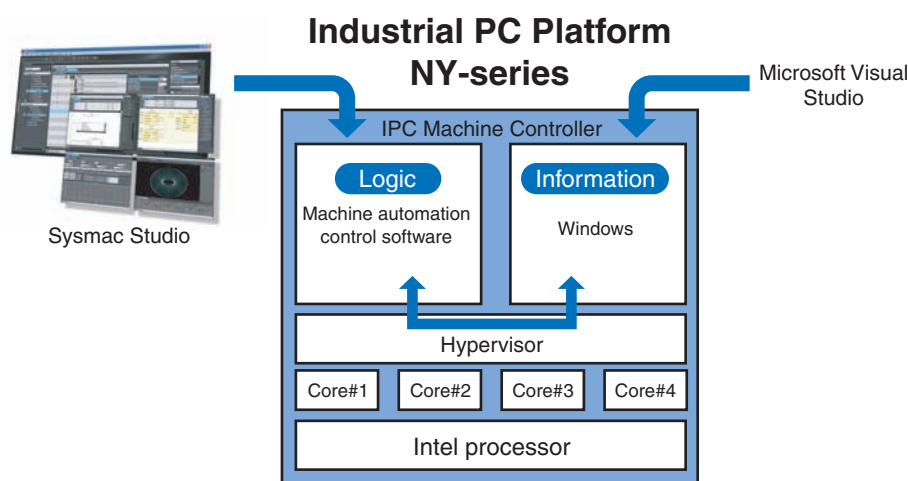 Industrial PC Platform
NY-series
Microsoft Visual
Studio
IPC Machine Controller
Logic
Machine automation
control software
Information
Windows
Sysmac Studio
Hypervisor
Core#1 Core#2 Core#3 Core#4
Intel processor